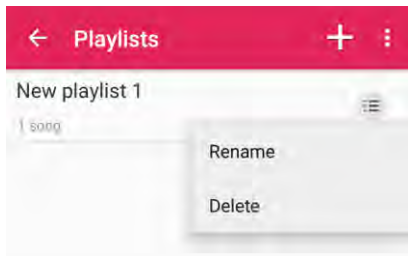 Playlists
New playlist 1
1 song
Rename
Delete